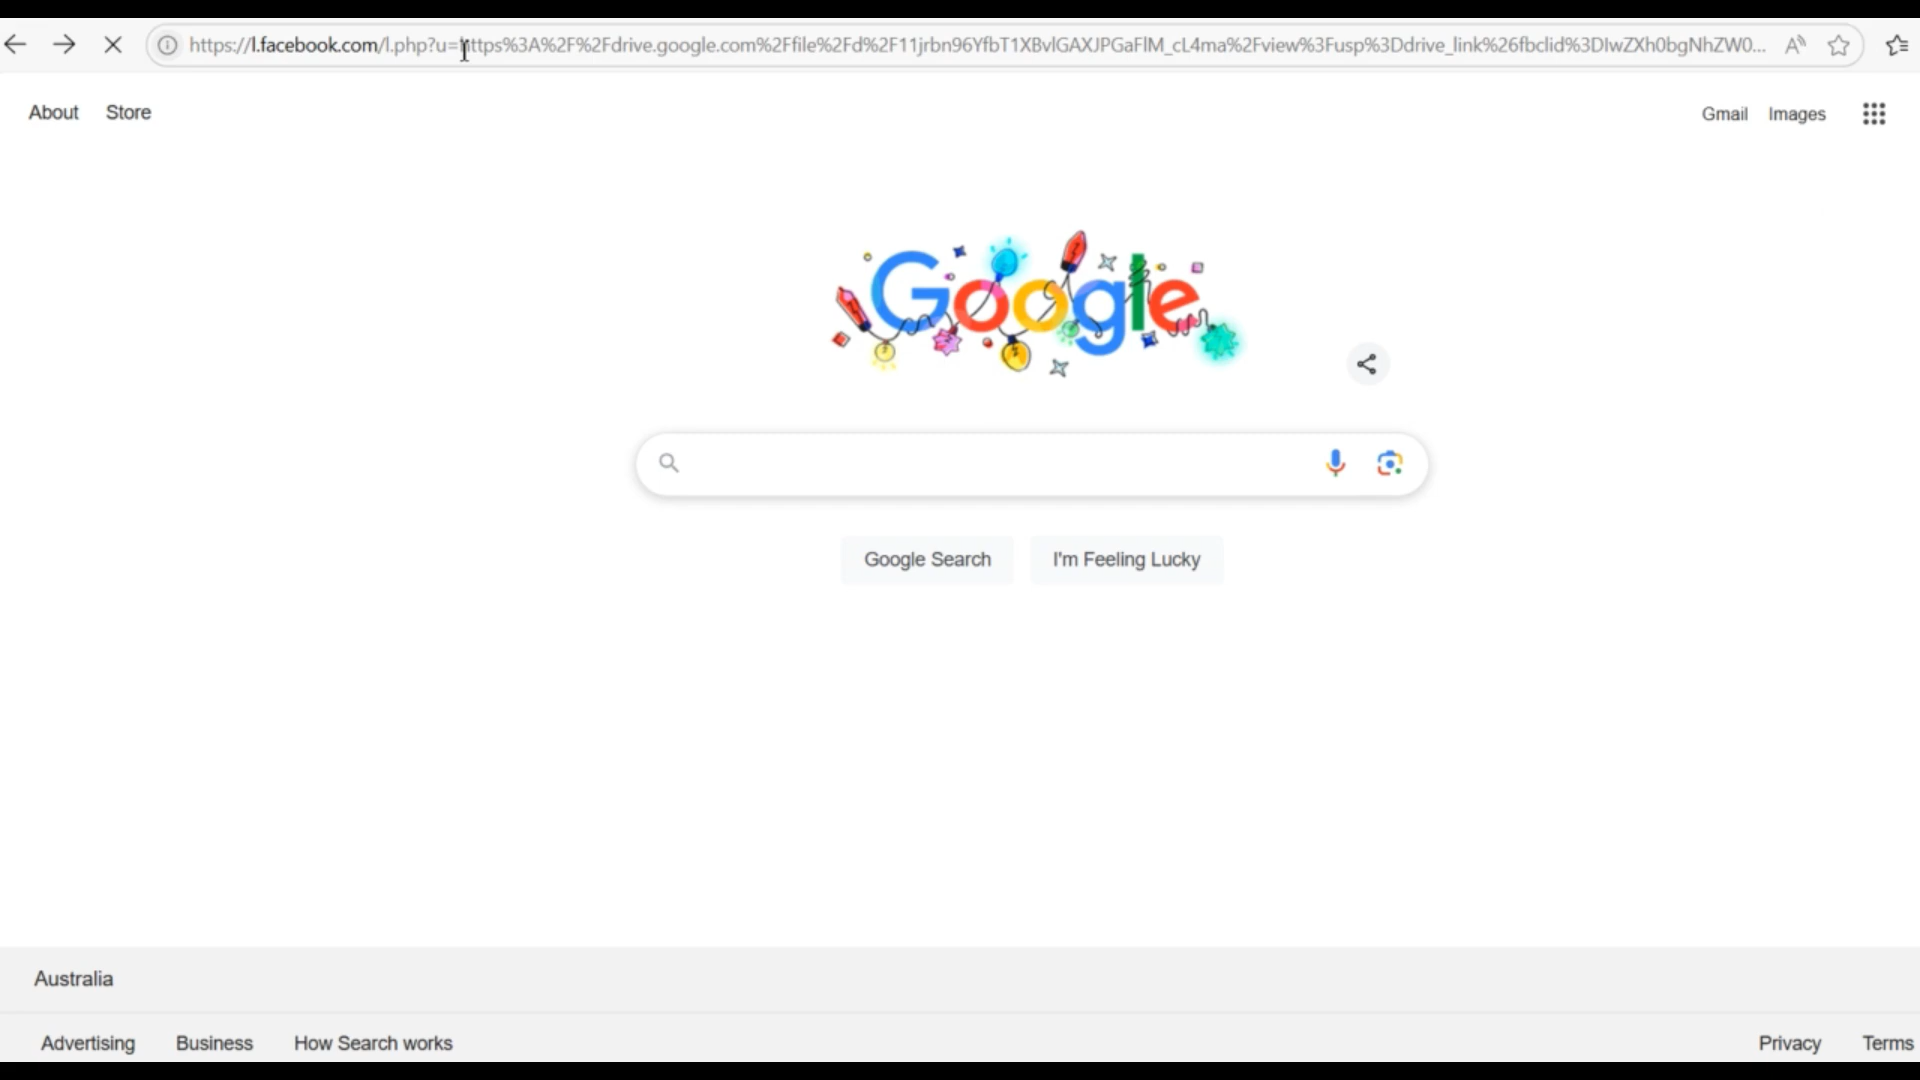 https://l.facebook.com/l.php?u=https%3A%2F%2Fdrive.google.com%2Ffile%2Fd%2F11jrbn96YfbT1XBvlGAXJPGaFlM_cL4ma%2Fview%3Fusp%3Ddrive_link%26fbclid%3DIwZXh0bgNhZW0...
About Store
Gmail Images
Google
Google Search I'm Feeling Lucky
Australia
Advertising Business How Search works
Privacy Terms